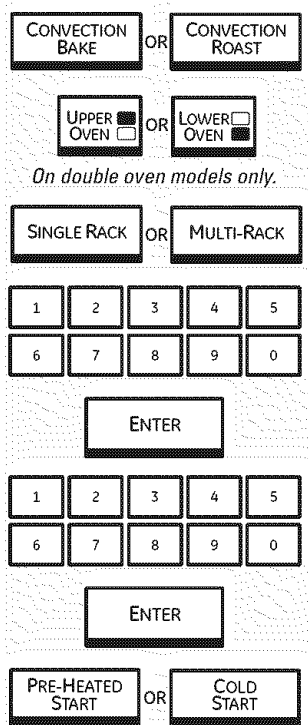 CONVECTION BAKE OR CONVECTION ROAST
UPPER OVEN OR LOWER OVEN
On double oven models only.
SINGLE RACK OR MULTI-RACK
1 2 3 4 5
6 7 8 9 0
ENTER
1 2 3 4 5
6 7 8 9 0
ENTER
PRE-HEATED START OR COLD START